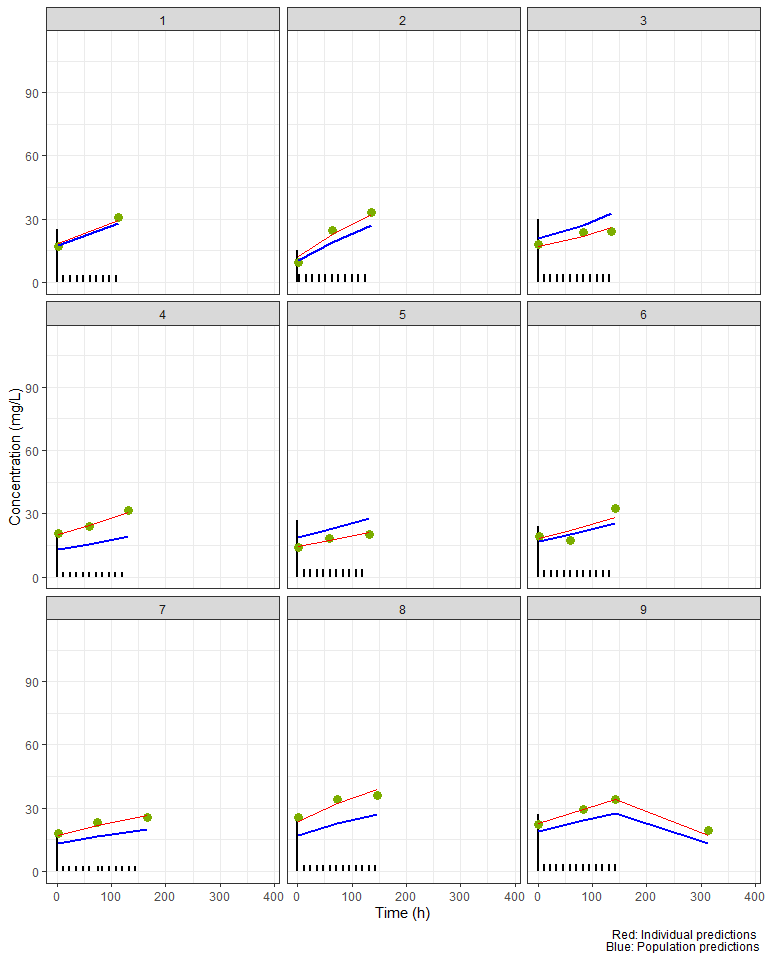 1 2 3
90
60
30
0
4 5 6
90
60
30
0
Concentration (mg/L)
7 8 9
90
60
30
0
0 100 200 300 400 0 100 200 300 400 0 100 200 300 400
Time (h)
Red: Individual predictions
Blue: Population predictions